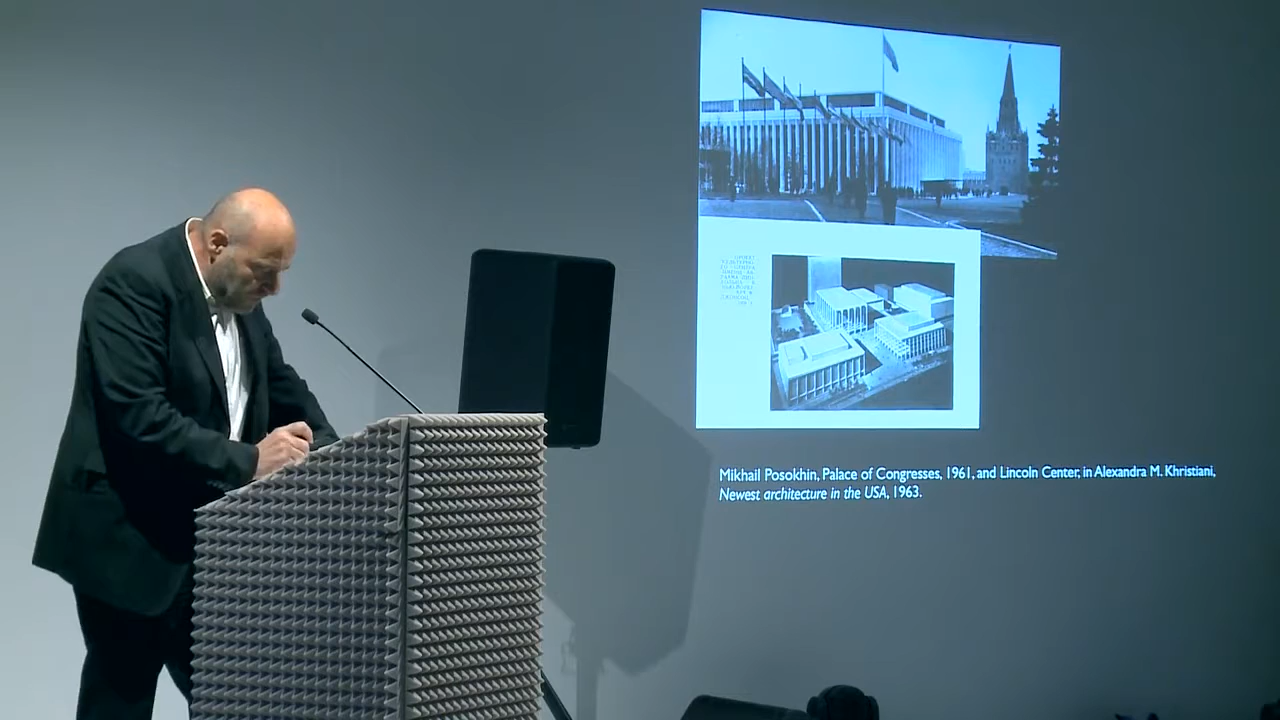 Mikhail Posokhin, Palace of Congresses, 1961, and Lincoln Center, in Alexandra M. Khristiani,
Newest architecture in the USA, 1963.